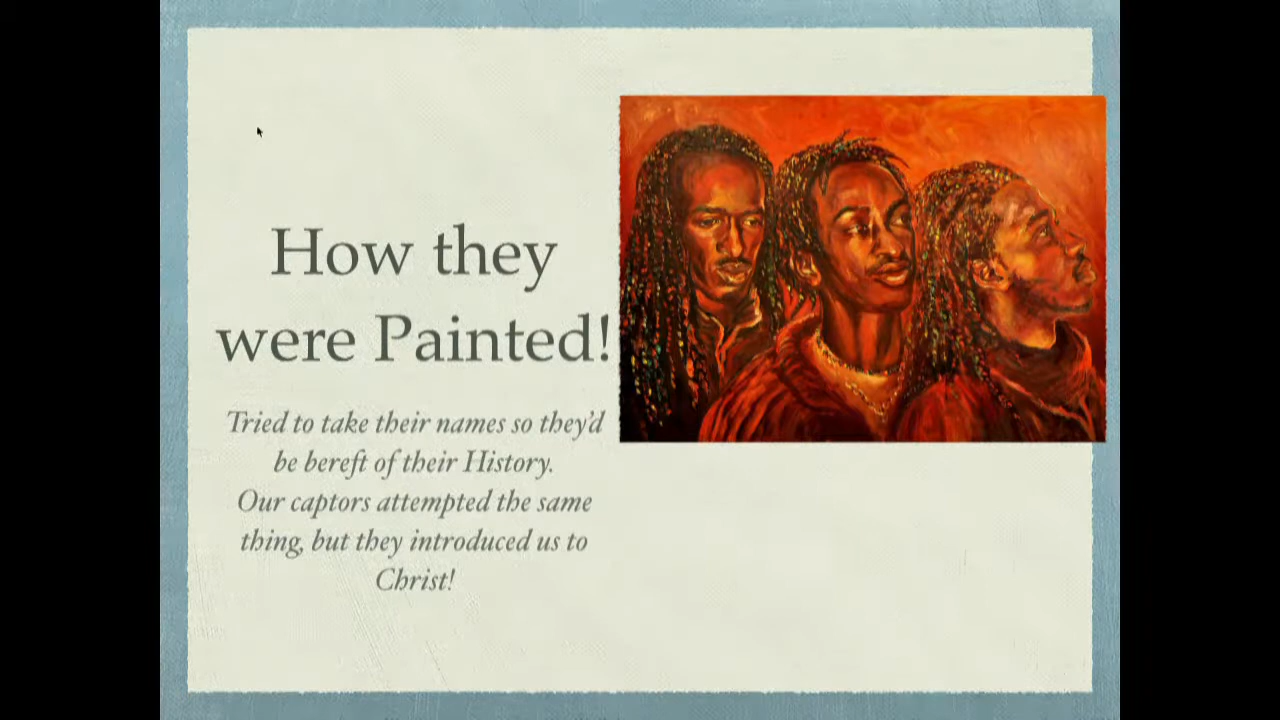 How they
were Painted!
Tried to take their names so they'd
be bereft of their History.
Our captors attempted the same
thing, but they introduced us to
Christ!